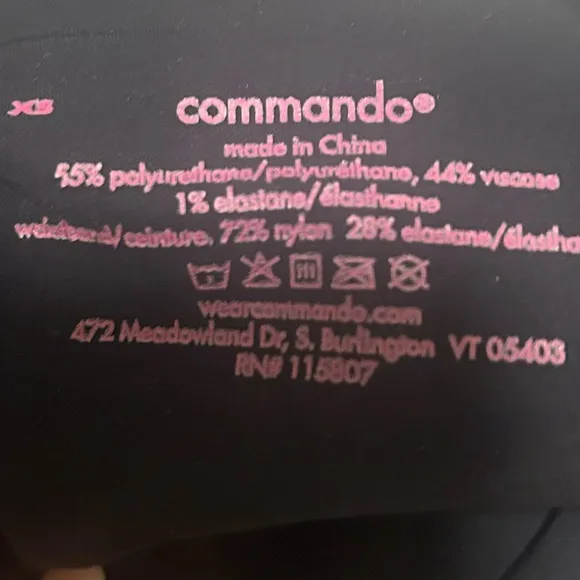 XS
commando®
made in China
55% polyurethane/polyuréthane, 44% viscose
1% elastane/élasthanne
waistband/ceinture. 72% nylon 28% elastane/élastha
wearcommando.com
472 Meadowland Dr, S. Burlington VT 05403
RN# 115807